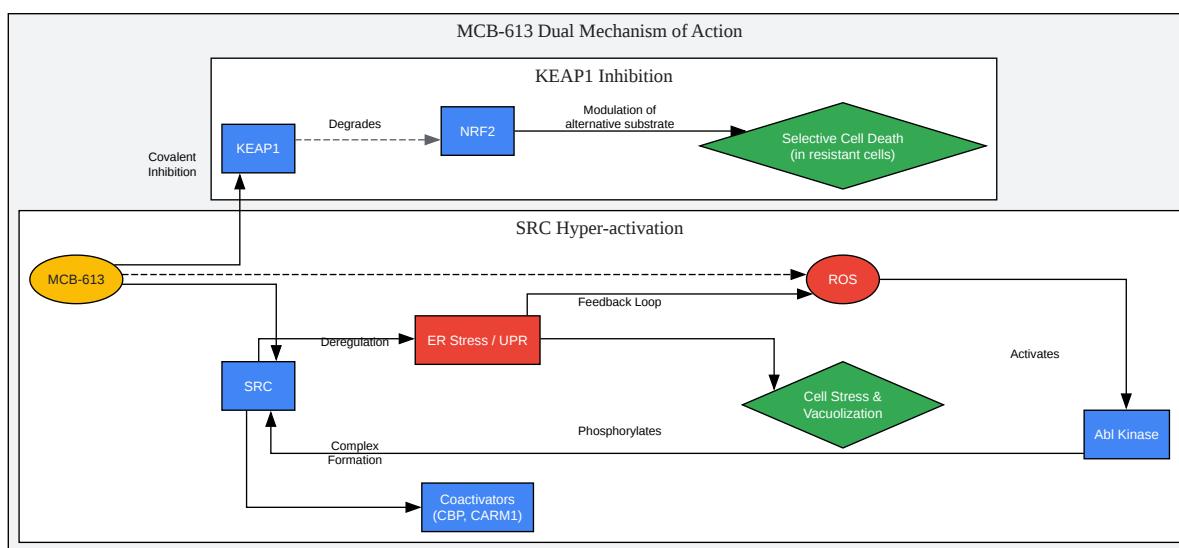 MCB-613 Dual Mechanism of Action
KEAP1 Inhibition
Modulation of
alternative substrate
Degrades
NRF2
KEAP1
Selective Cell Death
(in resistant cells)
Covalent
Inhibition
SRC Hyper-activation
MCB-613
ROS
Feedback Loop
Deregulation
ER Stress / UPR
Activates
SRC
Cell Stress &
Vacuolization
Phosphorylates
Abl Kinase
Complex
Formation
Coactivators
(CBP, CARM1)